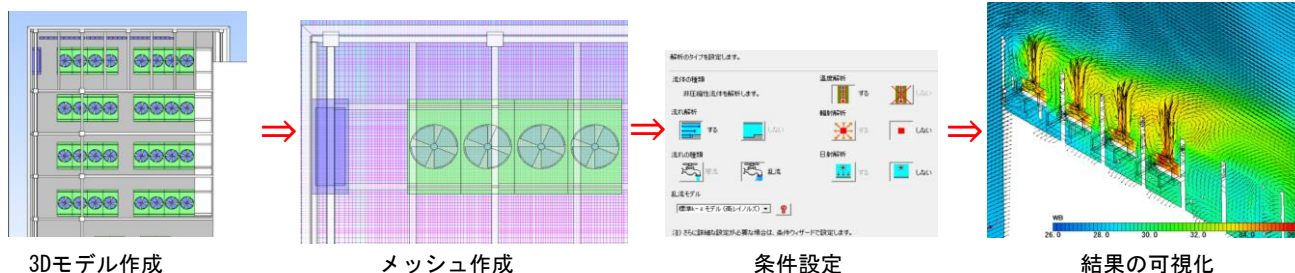 解析のタイプを設定します。
流体の種類
非圧縮性流体を解析します。
温度解析
する
しない
流れ解析
する
しない
輻射解析
する
しない
流れの種類
層流
乱流
日射解析
する
しない
乱流モデル
標準k-εモデル (高レイノルズ)
注) さらに詳細な設定が必要な場合は、条件ウィザードで設定します。
WB
26.0 28.0 30.0 32.0 34.0
3Dモデル作成
メッシュ作成
条件設定
結果の可視化